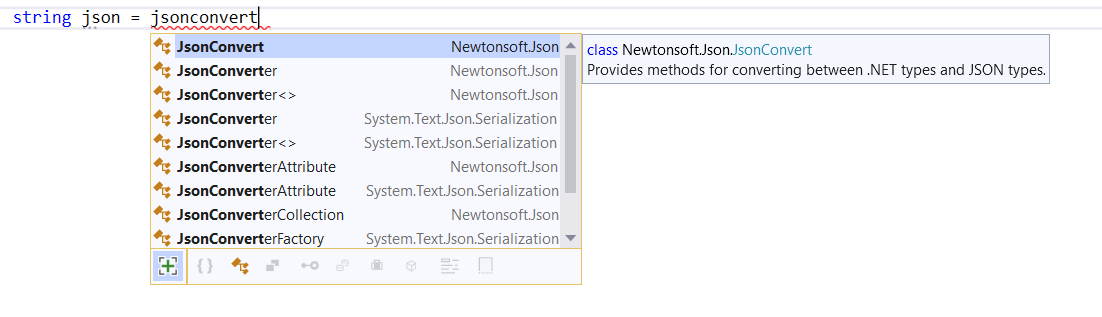 string json = jsonconvert
JsonConvert Newtonsoft.Json
JsonConverter Newtonsoft.Json
JsonConverter<> Newtonsoft.Json
JsonConverter System.Text.Json.Serialization
JsonConverter<> System.Text.Json.Serialization
JsonConverterAttribute Newtonsoft.Json
JsonConverterAttribute System.Text.Json.Serialization
JsonConverterCollection Newtonsoft.Json
JsonConverterFactory System.Text.Json.Serialization
class Newtonsoft.Json.JsonConvert
Provides methods for converting between .NET types and JSON types.